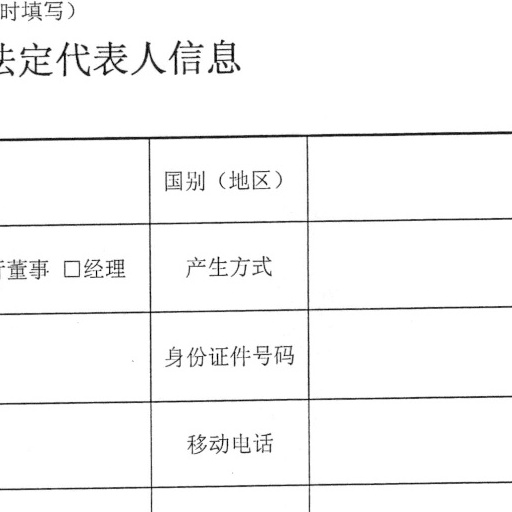 时填写）
法定代表人信息
国别（地区）
行董事 □经理 产生方式
身份证件号码
移动电话